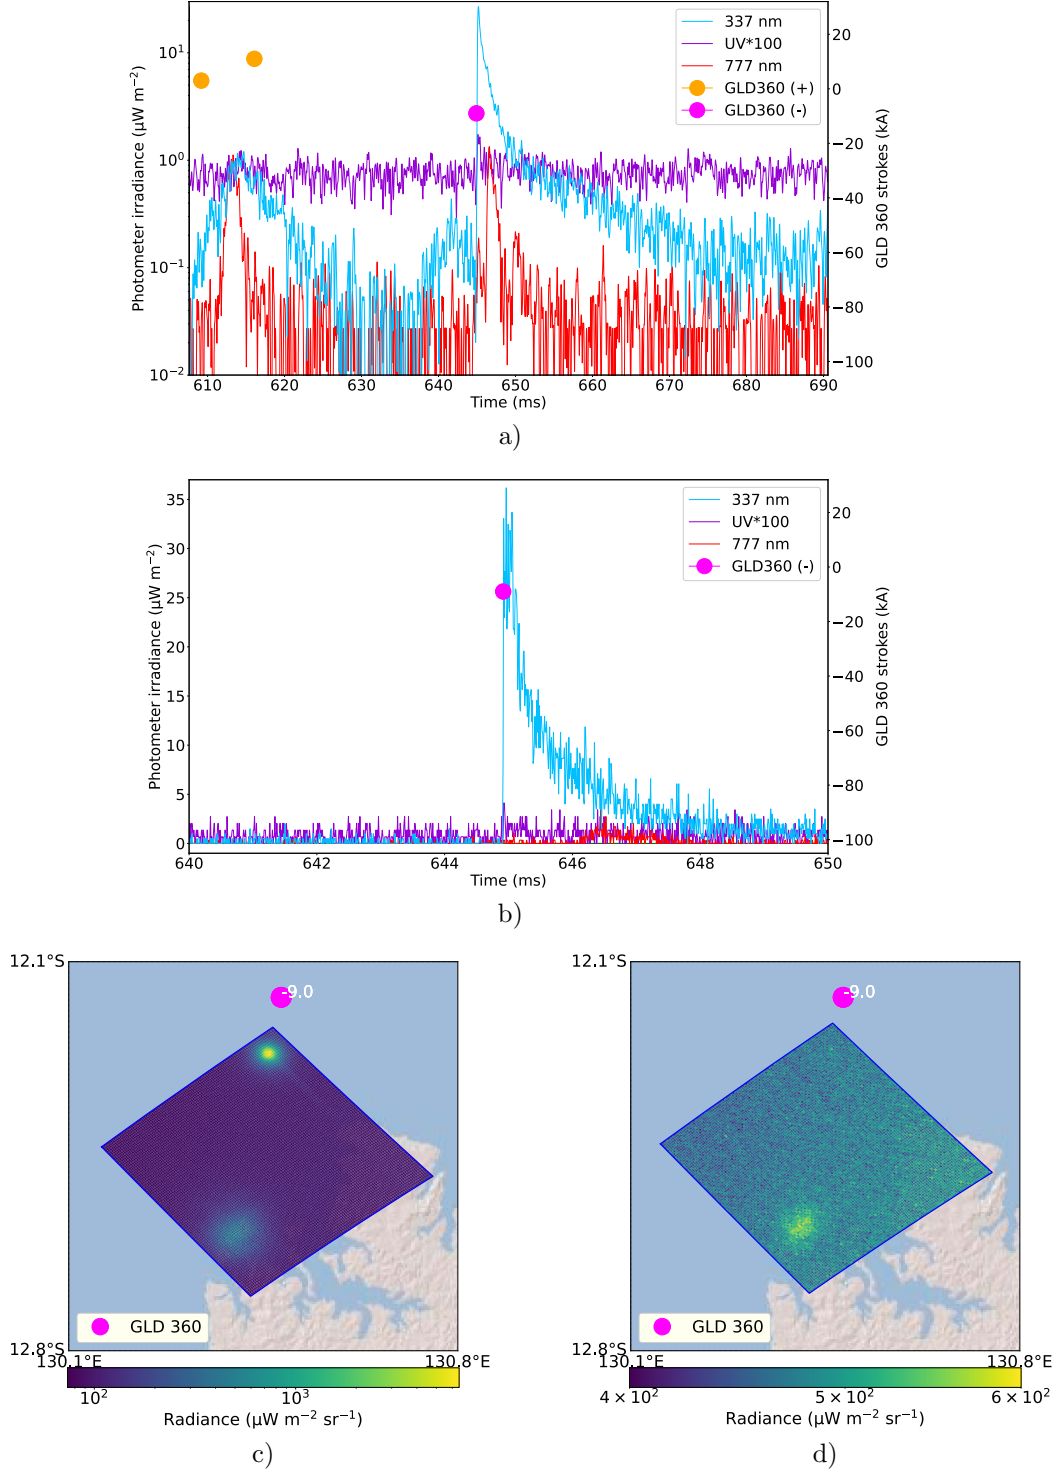 337 nm
UV*100
777 nm
GLD360 (+)
GLD360 (-)
Photometer irradiance (μW m⁻²)
10¹
10⁰
10⁻¹
10⁻²
20
0
−20
−40
−60
−80
−100
GLD 360 strokes (kA)
610 620 630 640 650 660 670 680 690
Time (ms)
a)
337 nm
UV*100
777 nm
GLD360 (-)
Photometer irradiance (μW m⁻²)
35
30
25
20
15
10
5
0
20
0
−20
−40
−60
−80
−100
GLD 360 strokes (kA)
640 642 644 646 648 650
Time (ms)
b)
12.1°S
-9.0
GLD 360
12.8°S
130.1°E 130.8°E
10² 10³
Radiance (μW m⁻² sr⁻¹)
c)
12.1°S
-9.0
GLD 360
12.8°S
130.1°E 130.8°E
4 × 10² 5 × 10² 6 × 10²
Radiance (μW m⁻² sr⁻¹)
d)